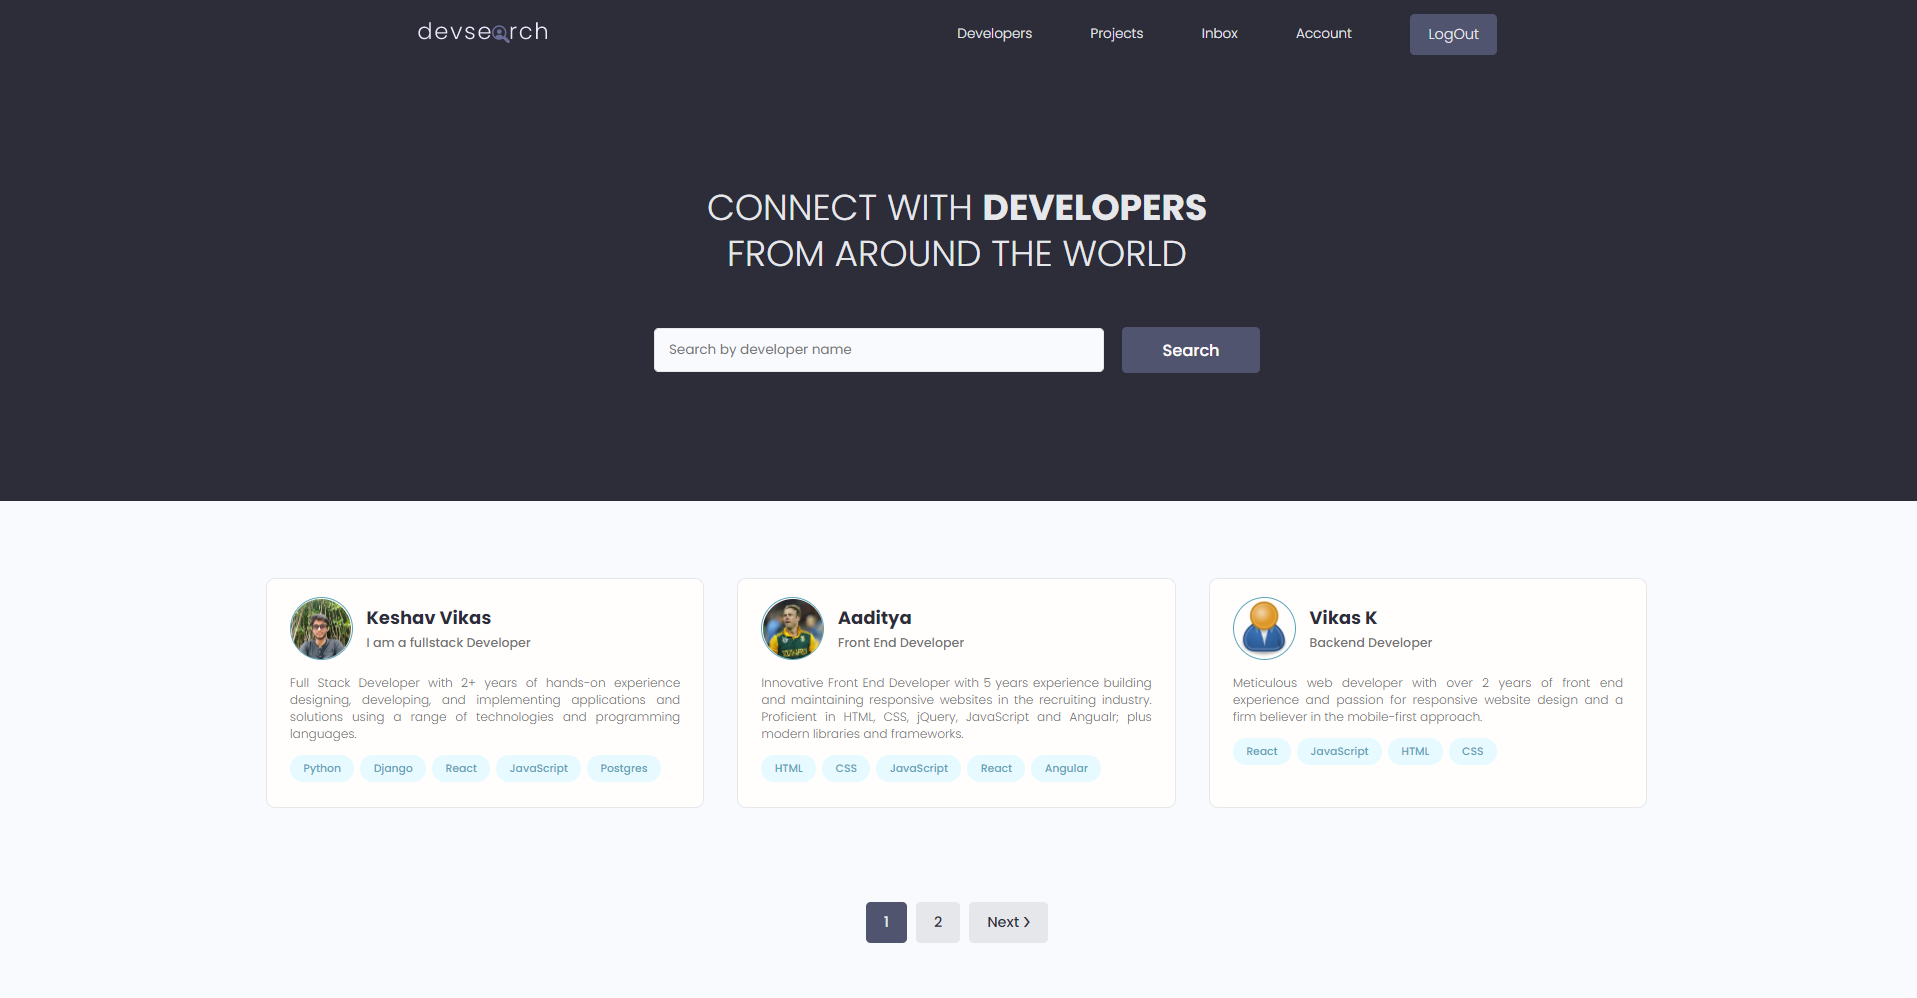 devsearch
Developers
Projects
Inbox
Account
LogOut
CONNECT WITH DEVELOPERS
FROM AROUND THE WORLD
Search by developer name
Search
Keshav Vikas
I am a fullstack Developer
Full Stack Developer with 2+ years of hands-on experience
designing, developing, and implementing applications and
solutions using a range of technologies and programming
languages.
Python
Django
React
JavaScript
Postgres
Aaditya
Front End Developer
Innovative Front End Developer with 5 years experience building
and maintaining responsive websites in the recruiting industry.
Proficient in HTML, CSS, jQuery, JavaScript and Angualr; plus
modern libraries and frameworks.
HTML
CSS
JavaScript
React
Angular
Vikas K
Backend Developer
Meticulous web developer with over 2 years of front end
experience and passion for responsive website design and a
firm believer in the mobile-first approach.
React
JavaScript
HTML
CSS
1
2
Next ❯